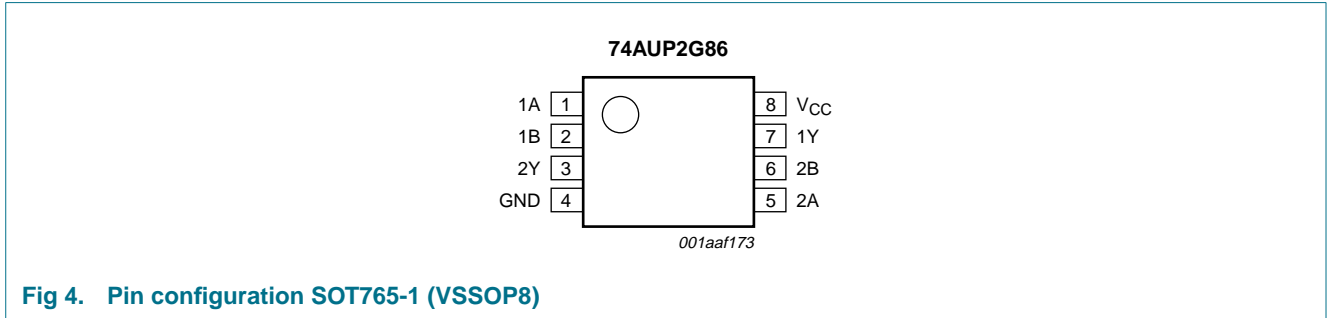 74AUP2G86
1A 1 8 VCC
1B 2 7 1Y
2Y 3 6 2B
GND 4 5 2A
001aaf173
Fig 4. Pin configuration SOT765-1 (VSSOP8)